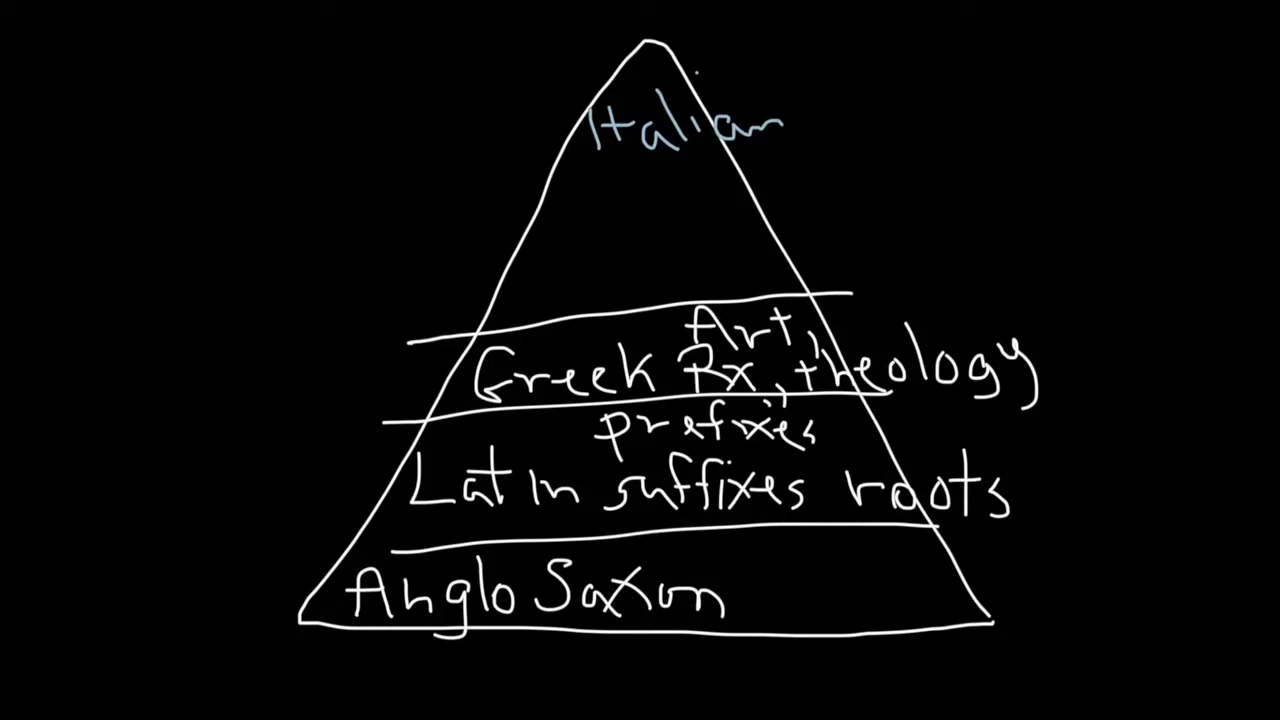 Italian
Art,
Greek Rx, theology
prefixes
Latin suffixes roots
Anglo Saxon